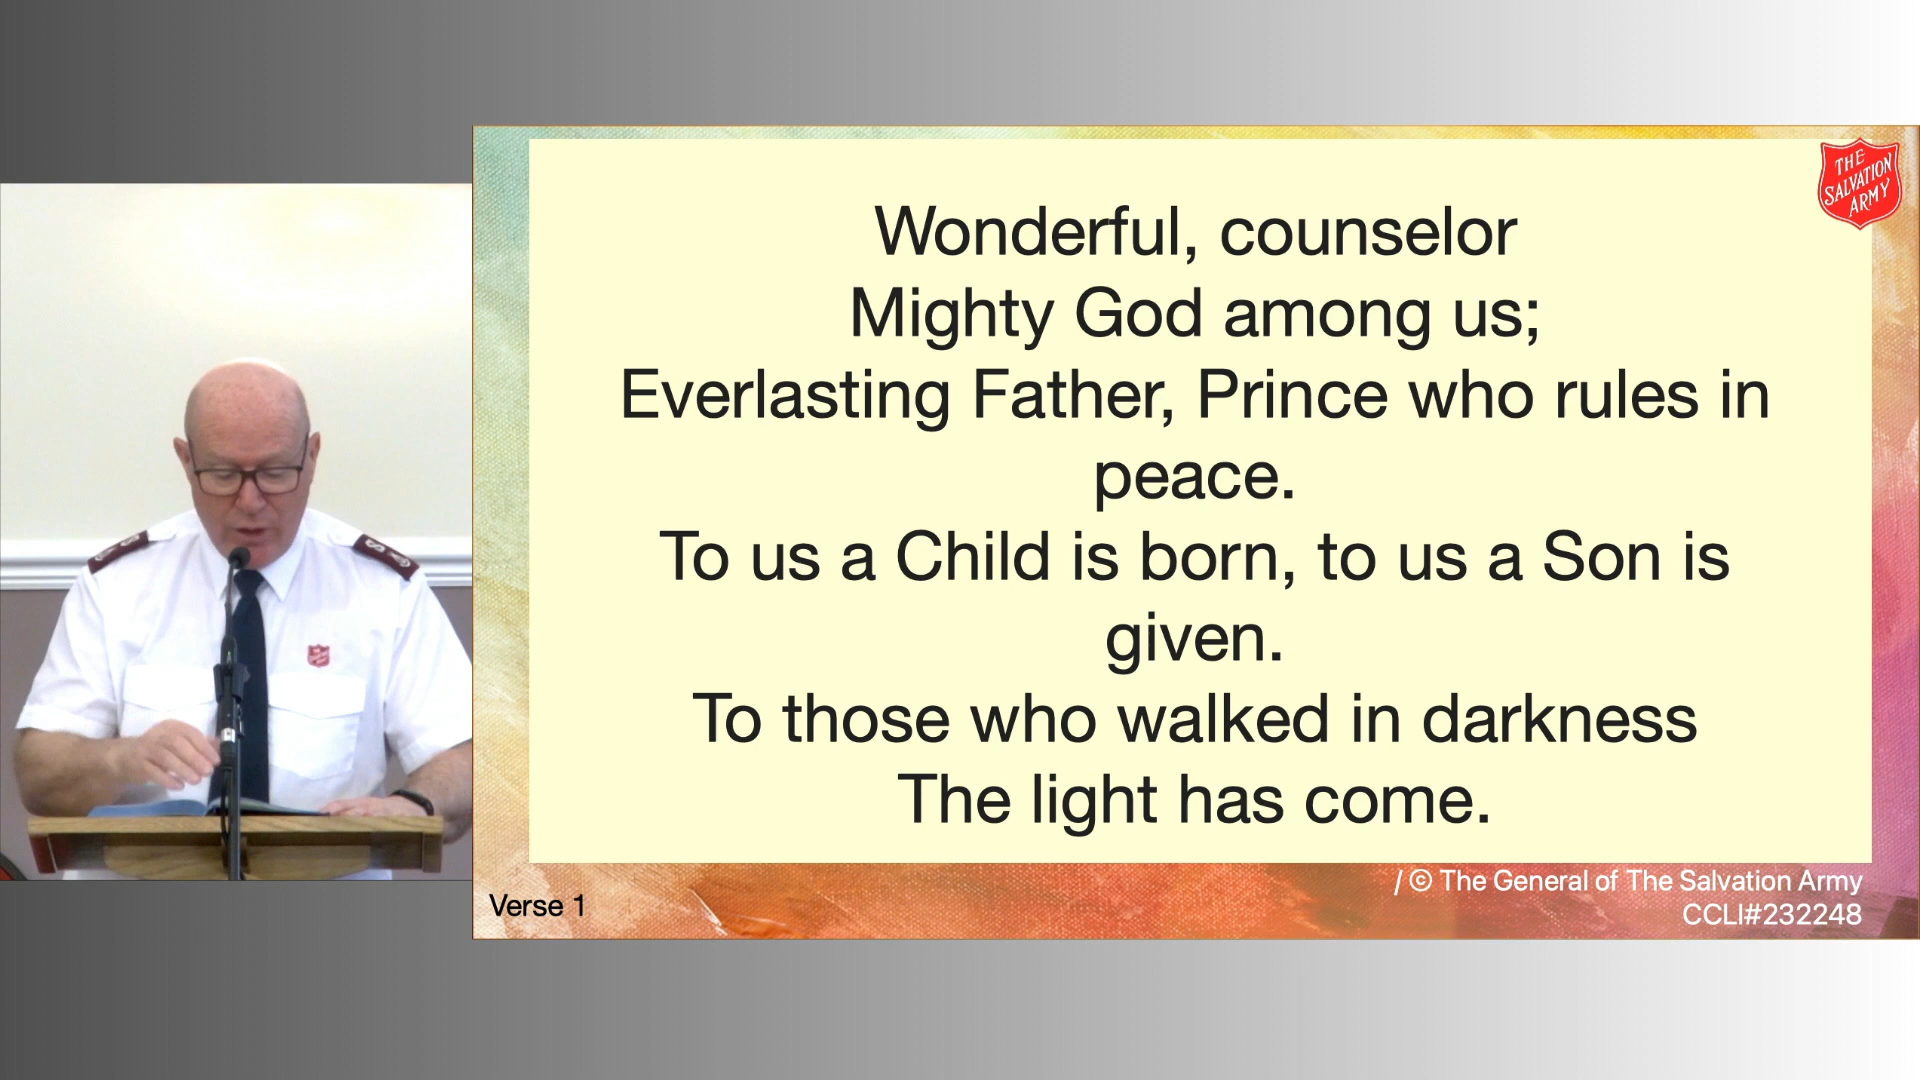 Wonderful, counselor
Mighty God among us;
Everlasting Father, Prince who rules in
peace.
To us a Child is born, to us a Son is
given.
To those who walked in darkness
The light has come.
THE
SALVATION
ARMY
/ © The General of The Salvation Army
CCLI#232248
Verse 1